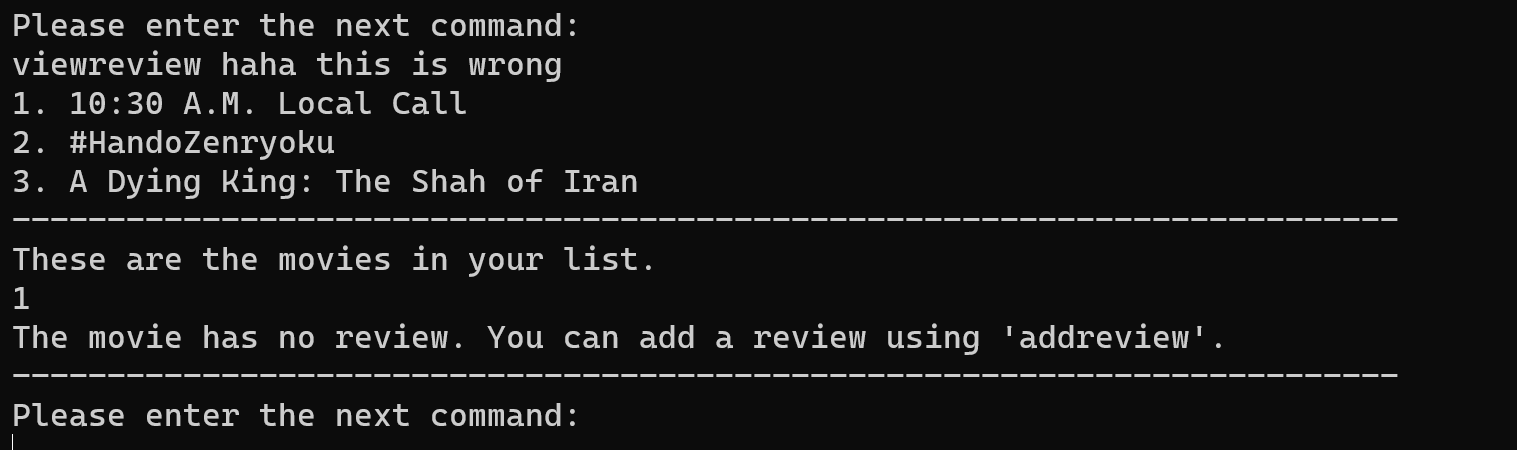 Please enter the next command:
viewreview haha this is wrong
1. 10:30 A.M. Local Call
2. #HandoZenryoku
3. A Dying King: The Shah of Iran
-------------------------------------------------------------------------
These are the movies in your list.
1
The movie has no review. You can add a review using 'addreview'.
-------------------------------------------------------------------------
Please enter the next command: